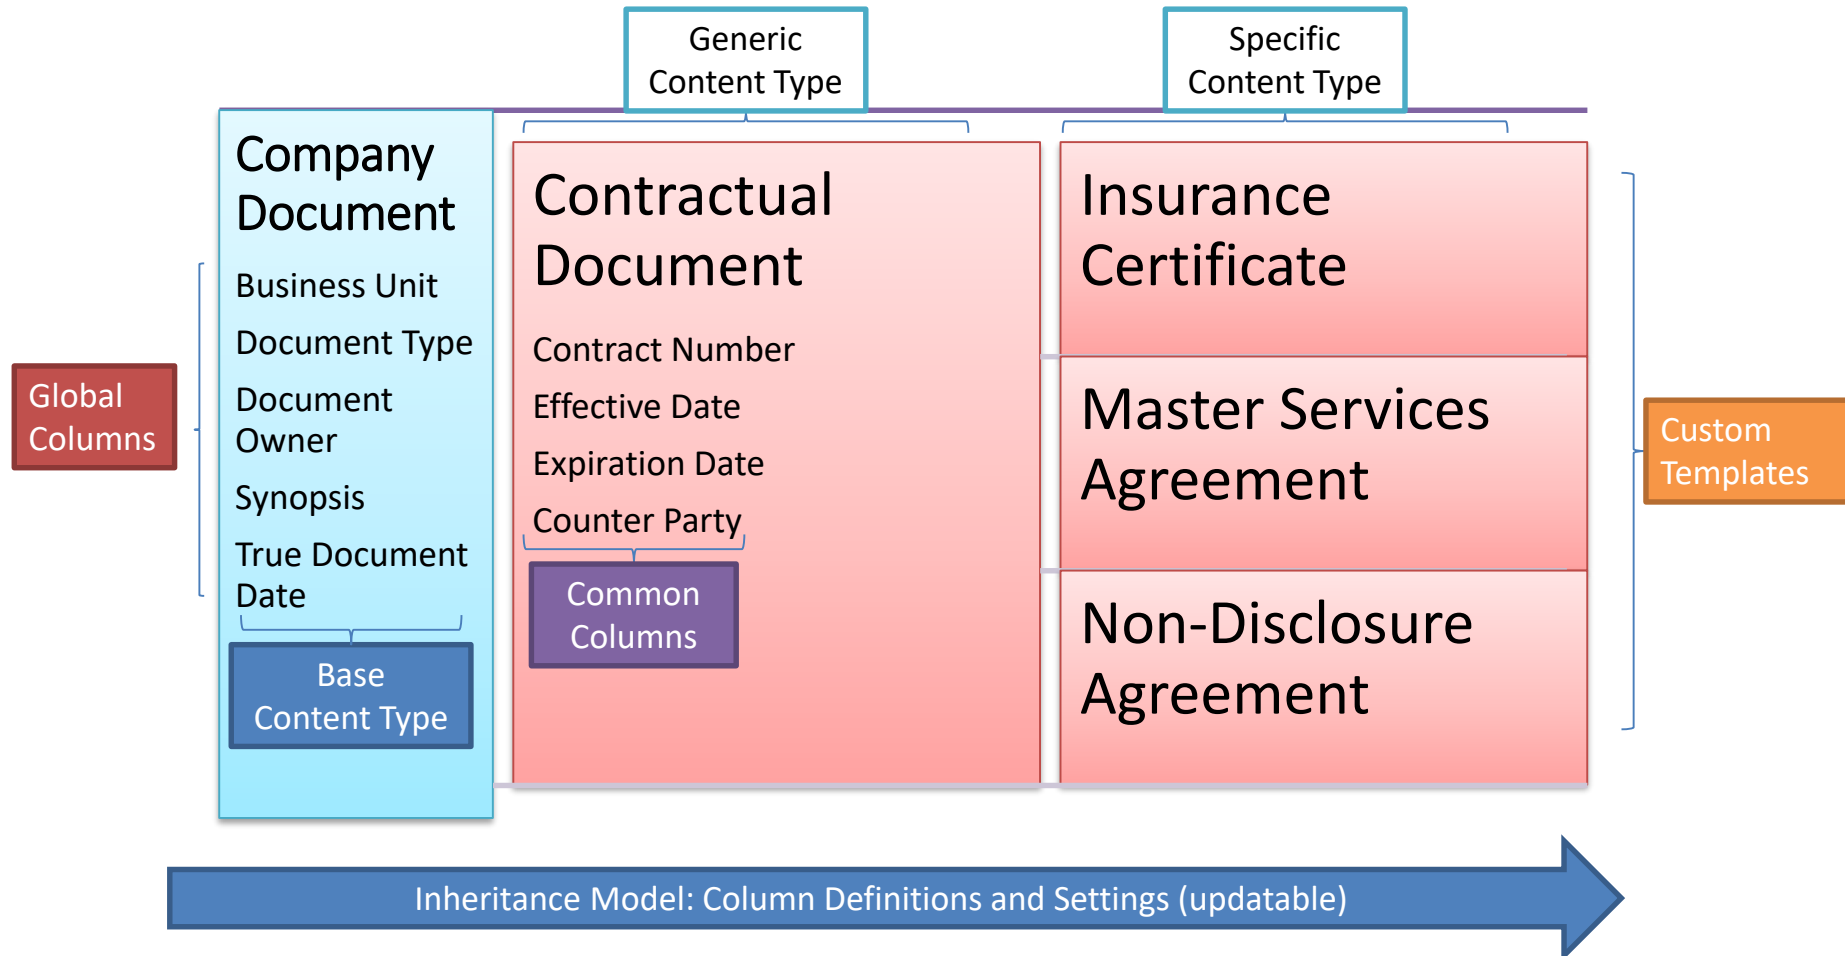 Generic
Content Type
Specific
Content Type
Company
Document
Business Unit
Document Type
Document
Owner
Synopsis
True Document
Date
Global
Columns
Base
Content Type
Contractual
Document
Contract Number
Effective Date
Expiration Date
Counter Party
Common
Columns
Insurance
Certificate
Master Services
Agreement
Non-Disclosure
Agreement
Custom
Templates
Inheritance Model: Column Definitions and Settings (updatable)